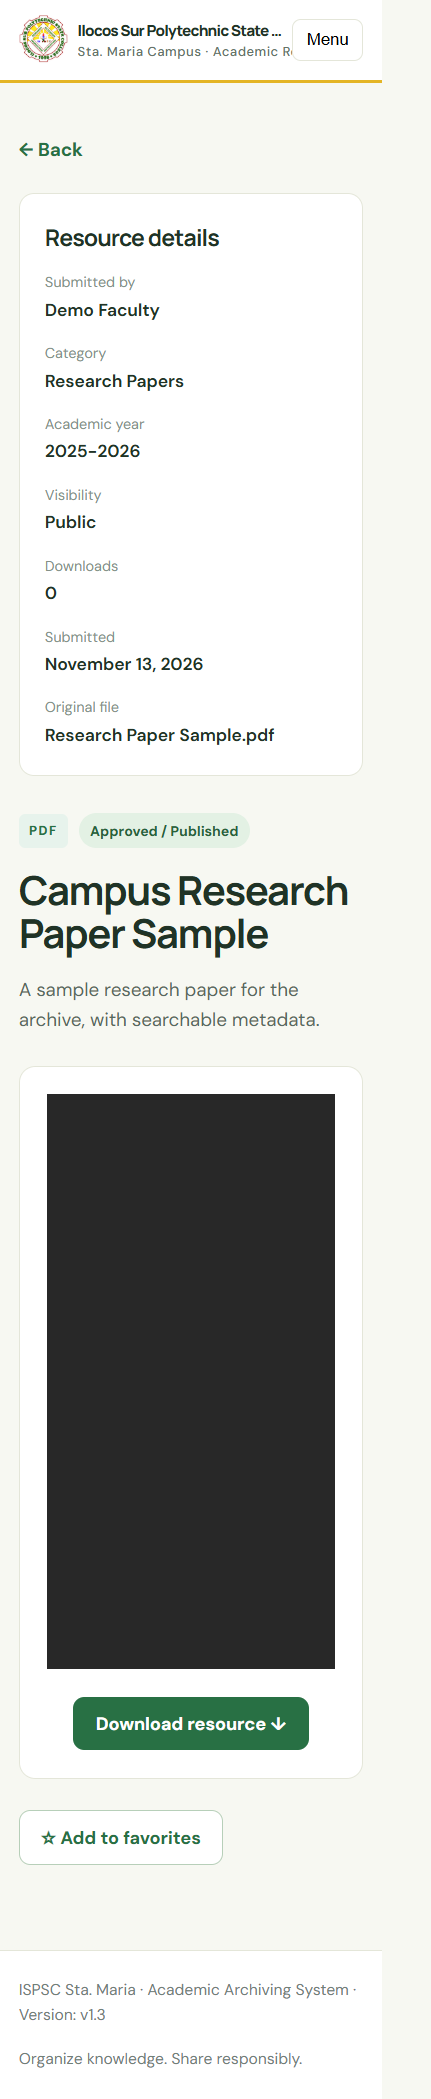 Ilocos Sur Polytechnic State ...
Sta. Maria Campus · Academic R
Menu
← Back
Resource details
Submitted by
Demo Faculty
Category
Research Papers
Academic year
2025-2026
Visibility
Public
Downloads
0
Submitted
November 13, 2026
Original file
Research Paper Sample.pdf
PDF
Approved / Published
Campus Research
Paper Sample
A sample research paper for the
archive, with searchable metadata.
Download resource ↓
☆ Add to favorites
ISPSC Sta. Maria · Academic Archiving System ·
Version: v1.3
Organize knowledge. Share responsibly.